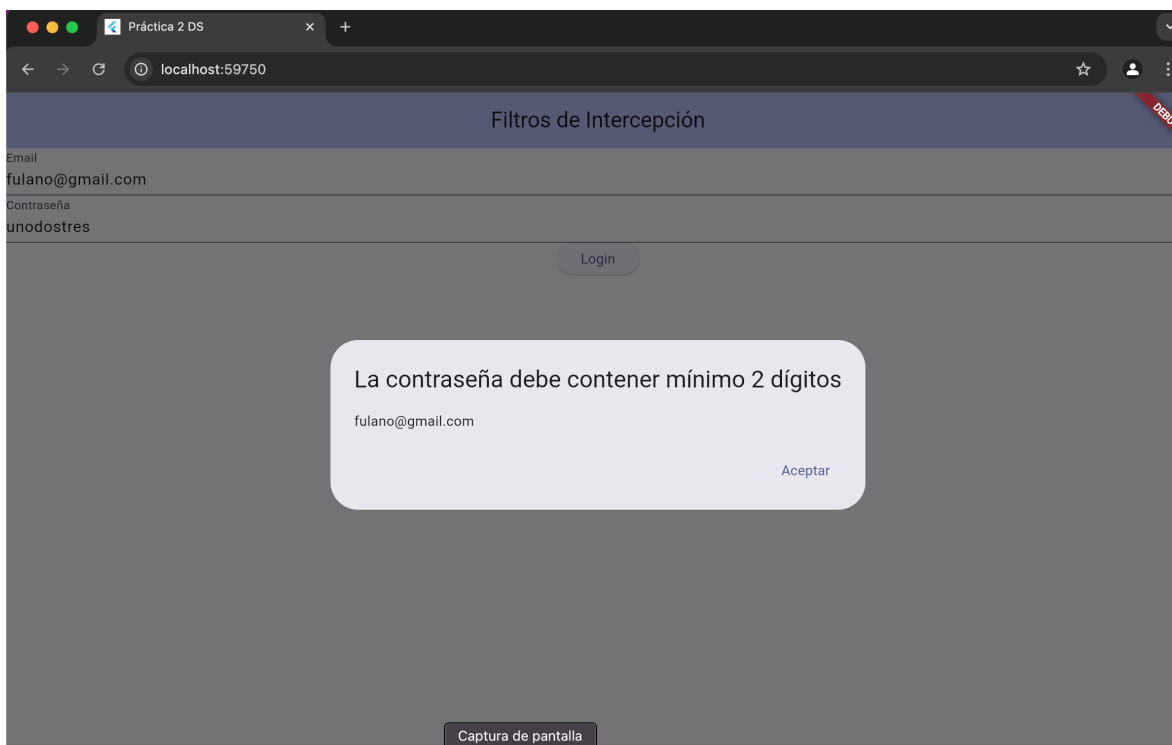 Práctica 2 DS
localhost:59750
Filtros de Intercepción
Email
fulano@gmail.com
Contraseña
unodostres
Login
La contraseña debe contener mínimo 2 dígitos
fulano@gmail.com
Aceptar
Captura de pantalla